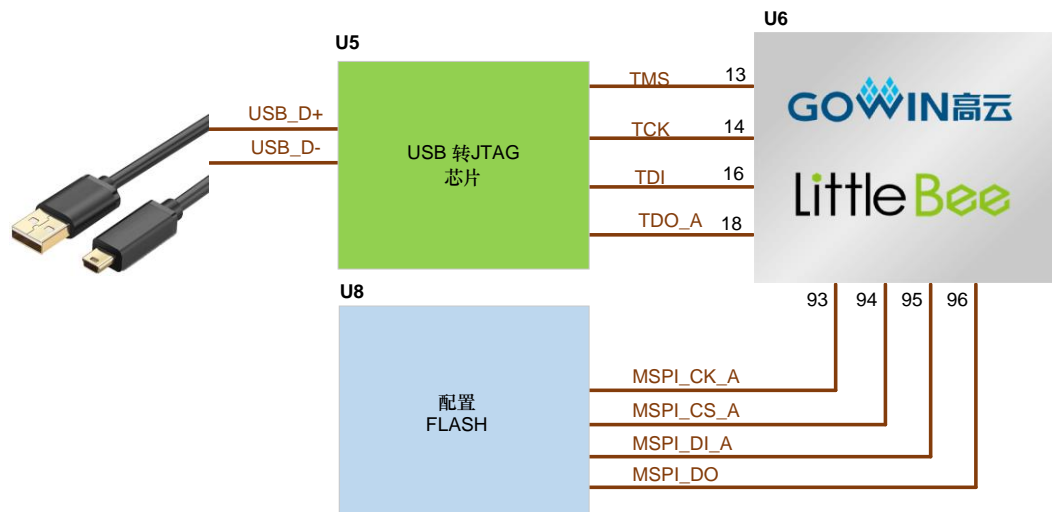 U5
U6
USB_D+
USB_D-
USB 转JTAG
芯片
TMS
13
TCK
14
TDI
16
TDO_A
18
GOWIN高云
LittleBee
U8
93
94
95
96
配置
FLASH
MSPI_CK_A
MSPI_CS_A
MSPI_DI_A
MSPI_DO